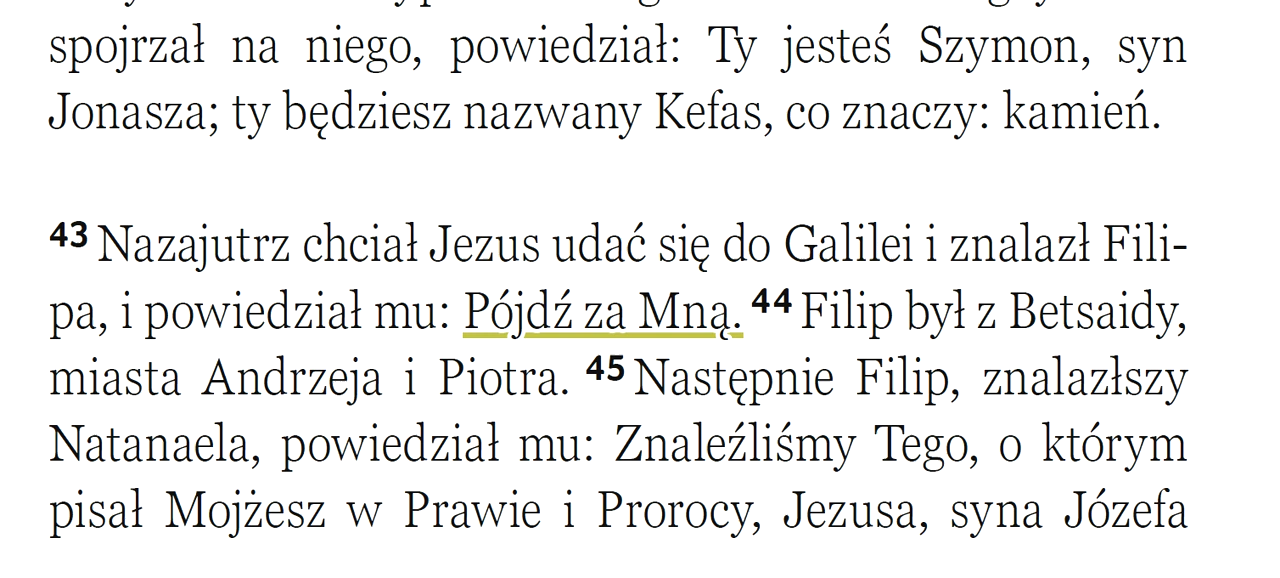 spojrzał na niego, powiedział: Ty jesteś Szymon, syn
Jonasza; ty będziesz nazwany Kefas, co znaczy: kamień.
43 Nazajutrz chciał Jezus udać się do Galilei i znalazł Fili-
pa, i powiedział mu: Pójdź za Mną. 44 Filip był z Betsaidy,
miasta Andrzeja i Piotra. 45 Następnie Filip, znalazłszy
Natanaela, powiedział mu: Znaleźliśmy Tego, o którym
pisał Mojżesz w Prawie i Prorocy, Jezusa, syna Józefa